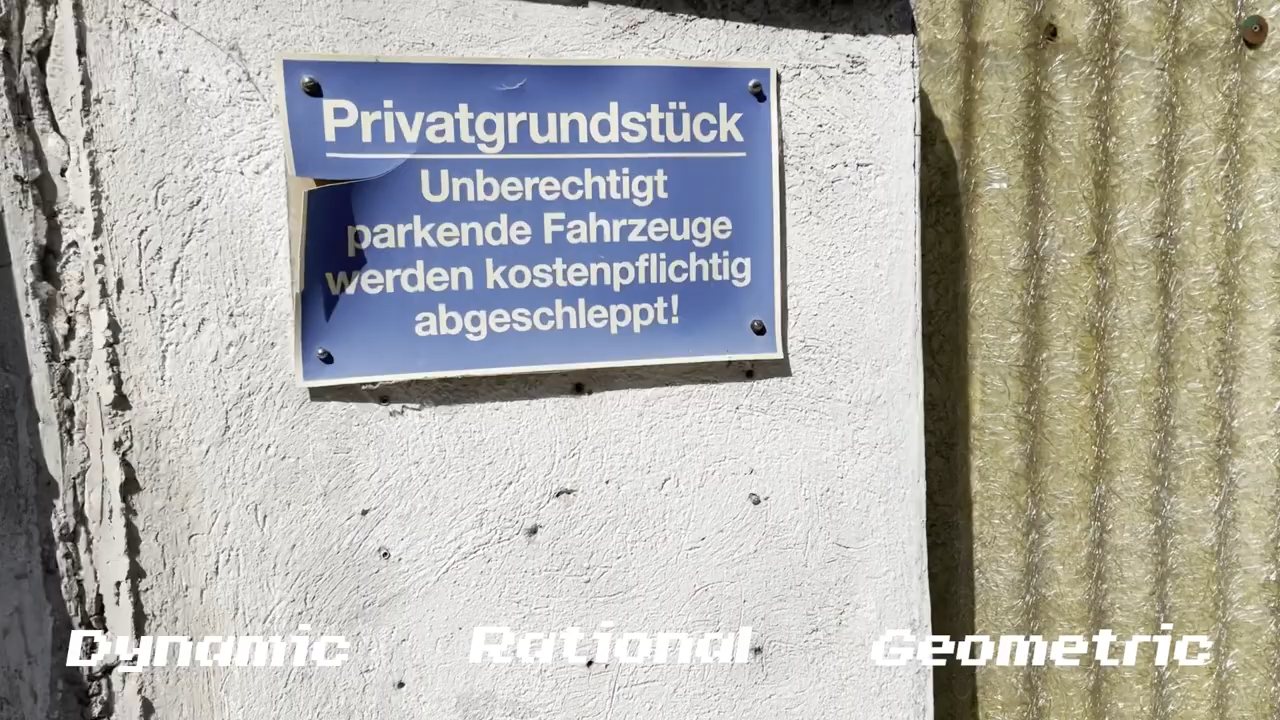 Privatgrundstück
Unberechtigt
parkende Fahrzeuge
werden kostenpflichtig
abgeschleppt!
Dynamic Rational Geometric